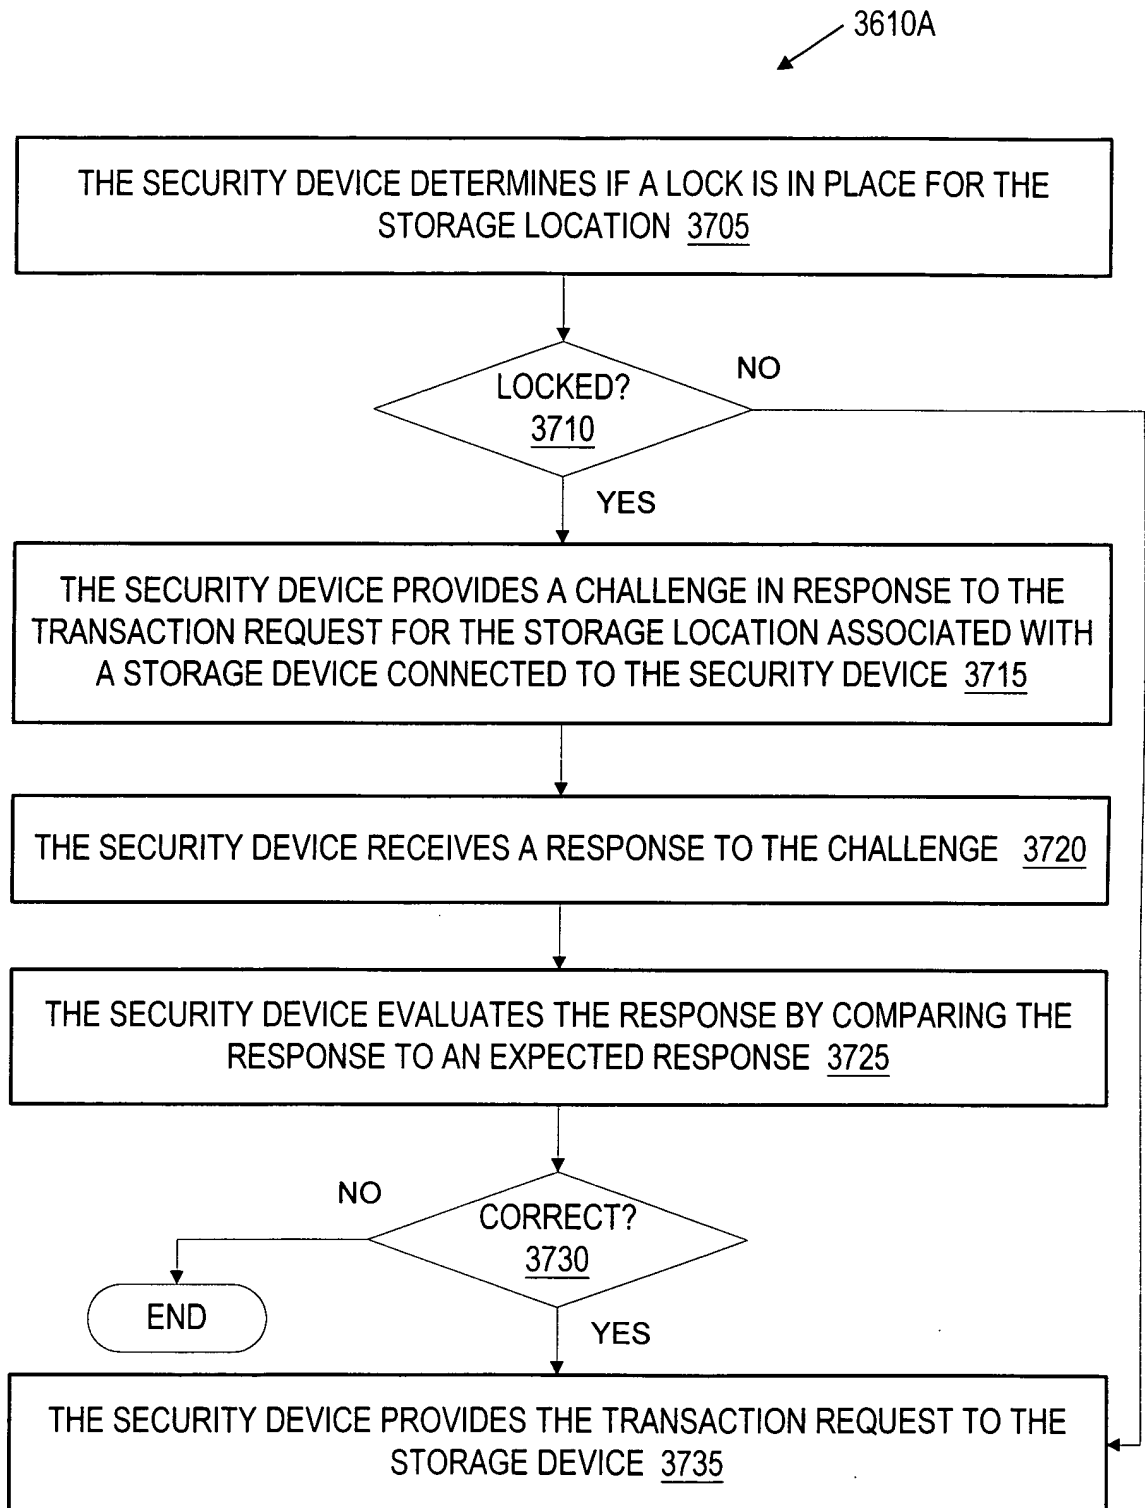 3610A
THE SECURITY DEVICE DETERMINES IF A LOCK IS IN PLACE FOR THE
STORAGE LOCATION 3705
LOCKED?
3710
NO
YES
THE SECURITY DEVICE PROVIDES A CHALLENGE IN RESPONSE TO THE
TRANSACTION REQUEST FOR THE STORAGE LOCATION ASSOCIATED WITH
A STORAGE DEVICE CONNECTED TO THE SECURITY DEVICE 3715
THE SECURITY DEVICE RECEIVES A RESPONSE TO THE CHALLENGE 3720
THE SECURITY DEVICE EVALUATES THE RESPONSE BY COMPARING THE
RESPONSE TO AN EXPECTED RESPONSE 3725
NO
CORRECT?
3730
END
YES
THE SECURITY DEVICE PROVIDES THE TRANSACTION REQUEST TO THE
STORAGE DEVICE 3735